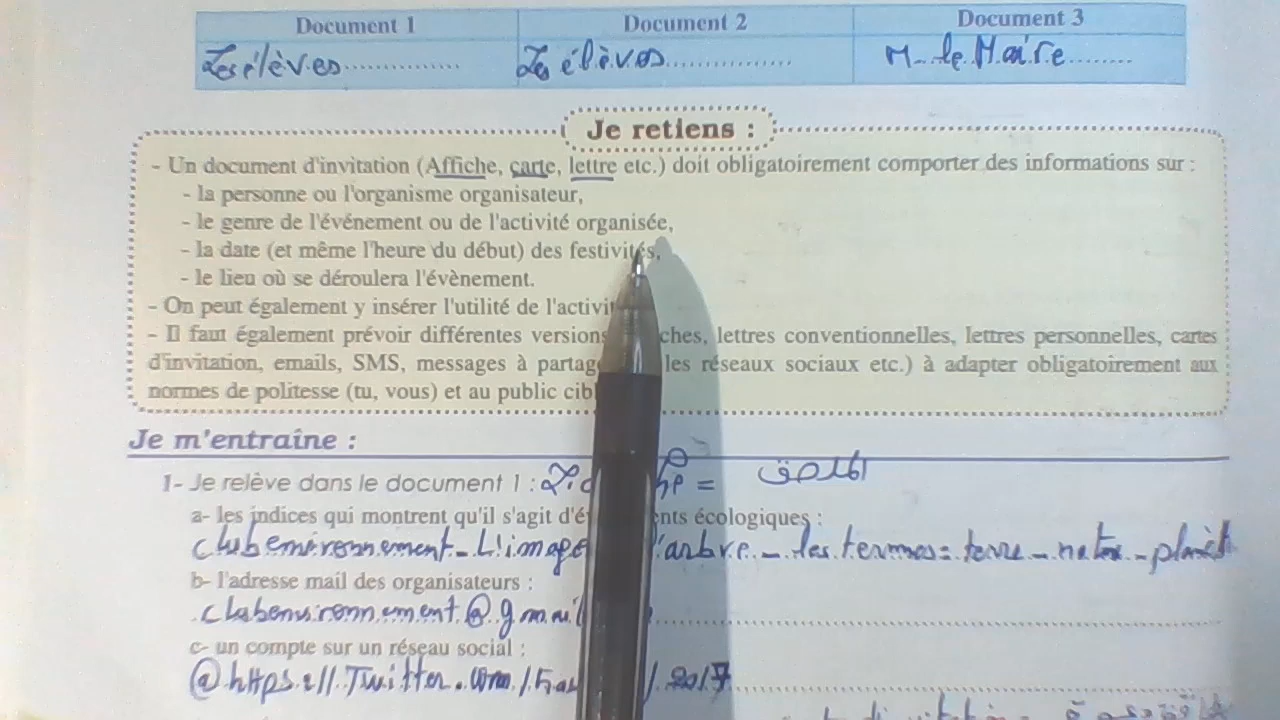 Document 1 Document 2 Document 3
Les élèves............... Les élèves................ M. le Maire........
Je retiens :
- Un document d'invitation (Affiche, carte, lettre etc.) doit obligatoirement comporter des informations sur :
- la personne ou l'organisme organisateur,
- le genre de l'événement ou de l'activité organisée,
- la date (et même l'heure du début) des festivités,
- le lieu où se déroulera l'évènement.
- On peut également y insérer l'utilité de l'activi
- Il faut également prévoir différentes versions ches, lettres conventionnelles, lettres personnelles, cartes
d'invitation, emails, SMS, messages à partag les réseaux sociaux etc.) à adapter obligatoirement aux
normes de politesse (tu, vous) et au public cib
Je m'entraîne :
1- Je relève dans le document 1 : = الملصق
a- les indices qui montrent qu'il s'agit d'é nts écologiques :
club environnement - L'image l'arbre - les termes = terre - - planèt
b- l'adresse mail des organisateurs :
clubenvironnement@gmail
c- un compte sur un réseau social :
@https://Twitter.com/ / 2017